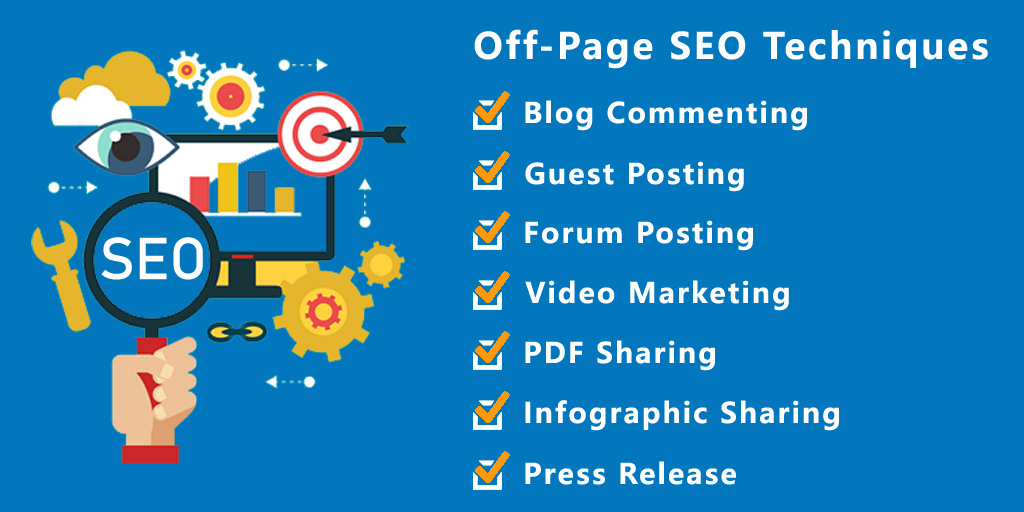 Off-Page SEO Techniques
SEO
Blog Commenting
Guest Posting
Forum Posting
Video Marketing
PDF Sharing
Infographic Sharing
Press Release